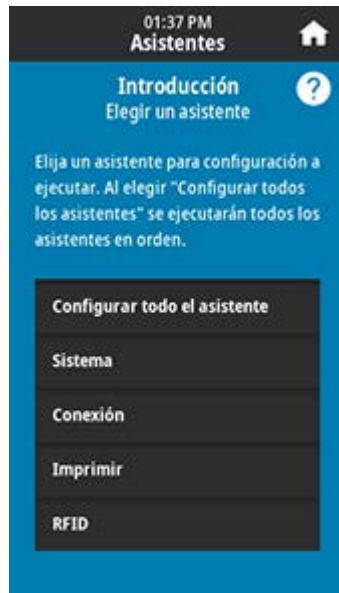 01:37 PM
Asistentes
Introducción
?
Elegir un asistente
Elija un asistente para configuración a
ejecutar. Al elegir "Configurar todos
los asistentes" se ejecutarán todos los
asistentes en orden.
Configurar todo el asistente
Sistema
Conexión
Imprimir
RFID